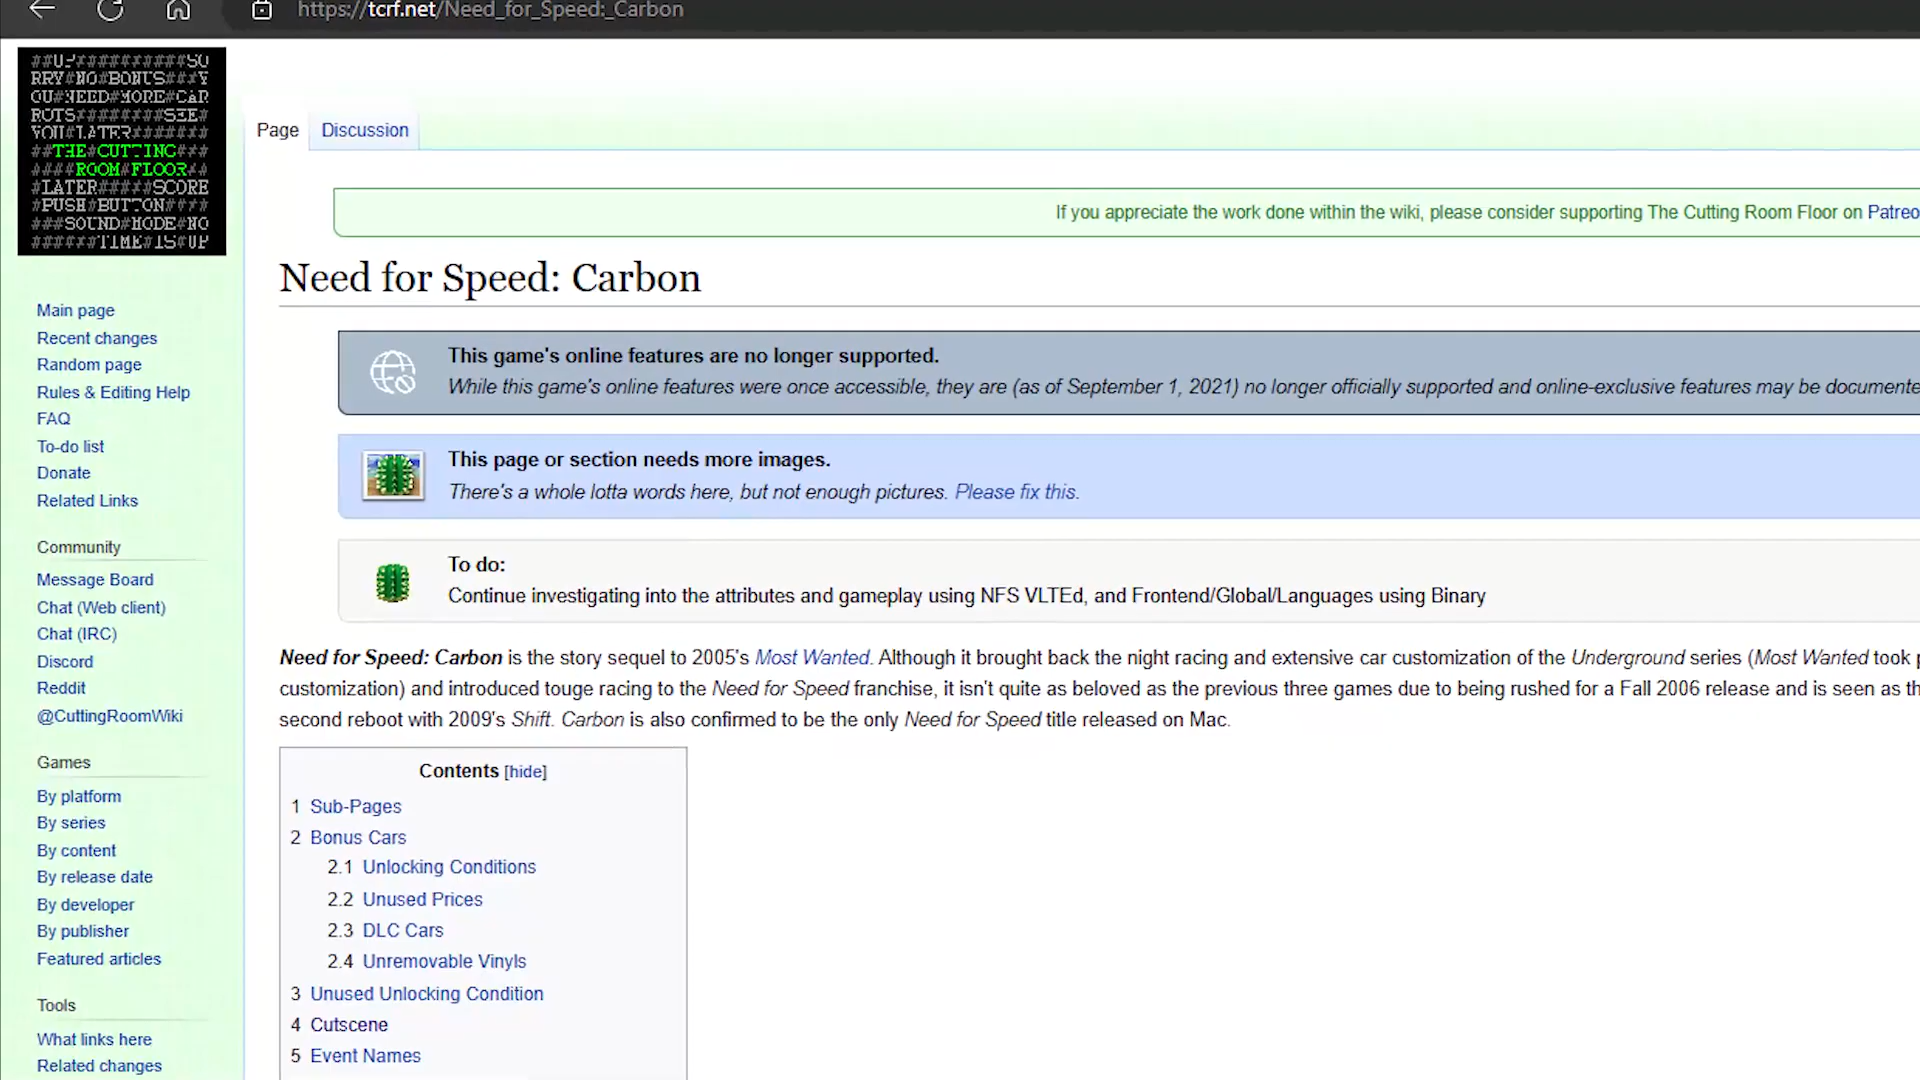 https://tcrf.net/Need_for_Speed:_Carbon
##UP##########SO
RRY#NO#BONUS###Y
OU#NEED#MORE#CAR
ROTS#######SEE#
YOU#LATER#######
##THE#CUTTING###
####ROOM#FLOOR##
#LATER#####SCORE
#PUSH#BUTTON####
###SOUND#MODE#NO
######TIME#IS#UP
Page
Discussion
If you appreciate the work done within the wiki, please consider supporting The Cutting Room Floor on Patreo
Need for Speed: Carbon
This game's online features are no longer supported.
While this game's online features were once accessible, they are (as of September 1, 2021) no longer officially supported and online-exclusive features may be documente
This page or section needs more images.
There's a whole lotta words here, but not enough pictures. Please fix this.
To do:
Continue investigating into the attributes and gameplay using NFS VLTEd, and Frontend/Global/Languages using Binary
Need for Speed: Carbon is the story sequel to 2005's Most Wanted. Although it brought back the night racing and extensive car customization of the Underground series (Most Wanted took p
customization) and introduced touge racing to the Need for Speed franchise, it isn't quite as beloved as the previous three games due to being rushed for a Fall 2006 release and is seen as th
second reboot with 2009's Shift. Carbon is also confirmed to be the only Need for Speed title released on Mac.
Contents [hide]
1 Sub-Pages
2 Bonus Cars
2.1 Unlocking Conditions
2.2 Unused Prices
2.3 DLC Cars
2.4 Unremovable Vinyls
3 Unused Unlocking Condition
4 Cutscene
5 Event Names
Main page
Recent changes
Random page
Rules & Editing Help
FAQ
To-do list
Donate
Related Links
Community
Message Board
Chat (Web client)
Chat (IRC)
Discord
Reddit
@CuttingRoomWiki
Games
By platform
By series
By content
By release date
By developer
By publisher
Featured articles
Tools
What links here
Related changes